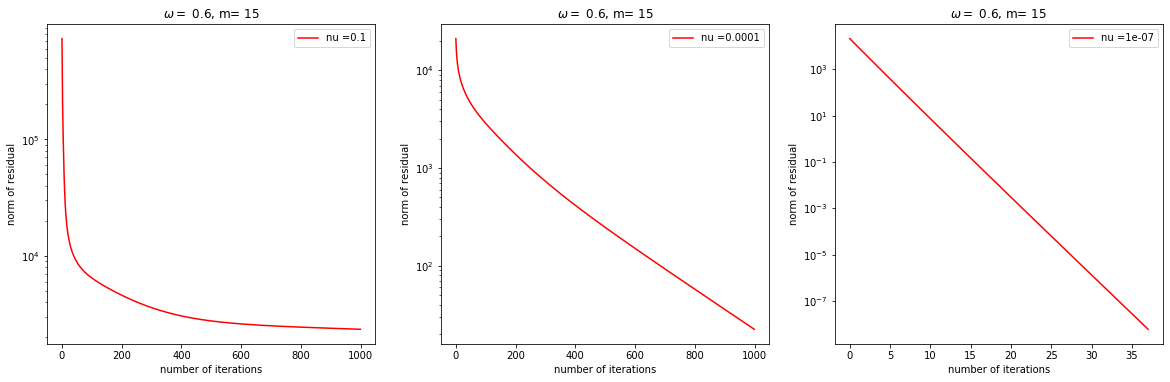 ω = 0.6, m= 15
nu =0.1
norm of residual
10^5
10^4
0 200 400 600 800 1000
number of iterations
ω = 0.6, m= 15
nu =0.0001
norm of residual
10^4
10^3
10^2
0 200 400 600 800 1000
number of iterations
ω = 0.6, m= 15
nu =1e-07
norm of residual
10^3
10^1
10^−1
10^−3
10^−5
10^−7
0 5 10 15 20 25 30 35
number of iterations